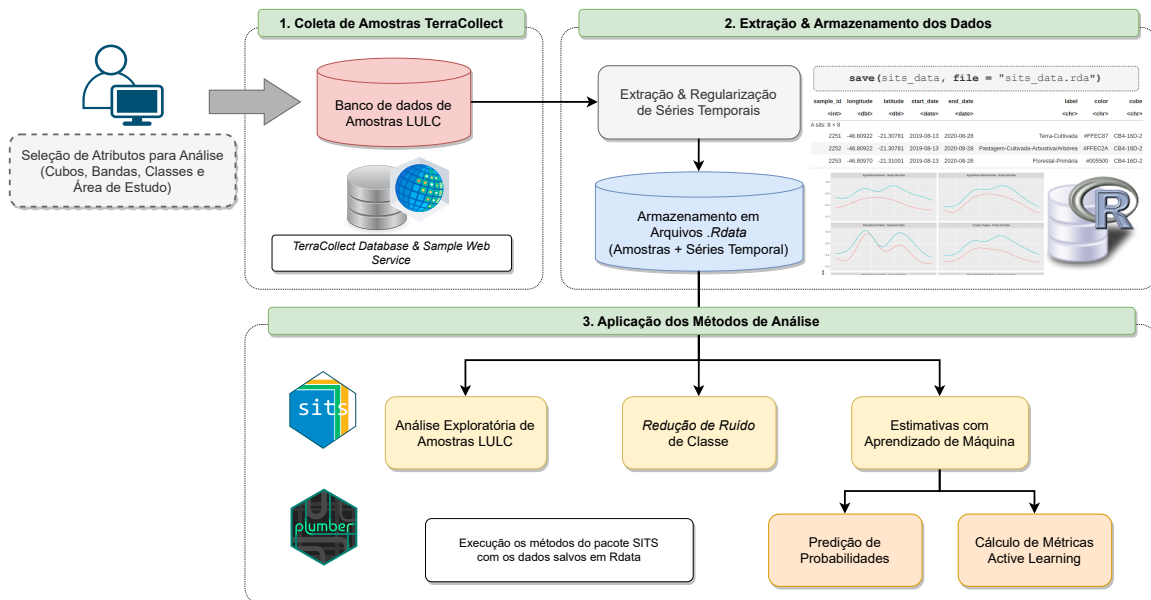 1. Coleta de Amostras TerraCollect
2. Extração & Armazenamento dos Dados
Seleção de Atributos para Análise
(Cubos, Bandas, Classes e
Área de Estudo)
Banco de dados de
Amostras LULC
TerraCollect Database & Sample Web
Service
Extração & Regularização
de Séries Temporais
Armazenamento em
Arquivos .Rdata
(Amostras + Séries Temporal)
save(sits_data, file = "sits_data.rda")
sample_id longitude latitude start_date end_date label color cube
<int> <dbl> <dbl> <date> <date> <chr> <chr> <chr>
A sits: 8 × 8
2251 -46.80922 -21.30781 2019-08-13 2020-08-28 Terra-Cultivada #FFEC87 CB4-16D-2
2252 -46.80922 -21.30781 2019-08-13 2020-08-28 Pastagem-Cultivada-Arbustiva/Arbórea #FFEC2A CB4-16D-2
2253 -46.80970 -21.31001 2019-08-13 2020-08-28 Florestal-Primária #005500 CB4-16D-2
R
3. Aplicação dos Métodos de Análise
sits
plumber
Análise Exploratória de
Amostras LULC
Redução de Ruído
de Classe
Estimativas com
Aprendizado de Máquina
Execução os métodos do pacote SITS
com os dados salvos em Rdata
Predição de
Probabilidades
Cálculo de Métricas
Active Learning